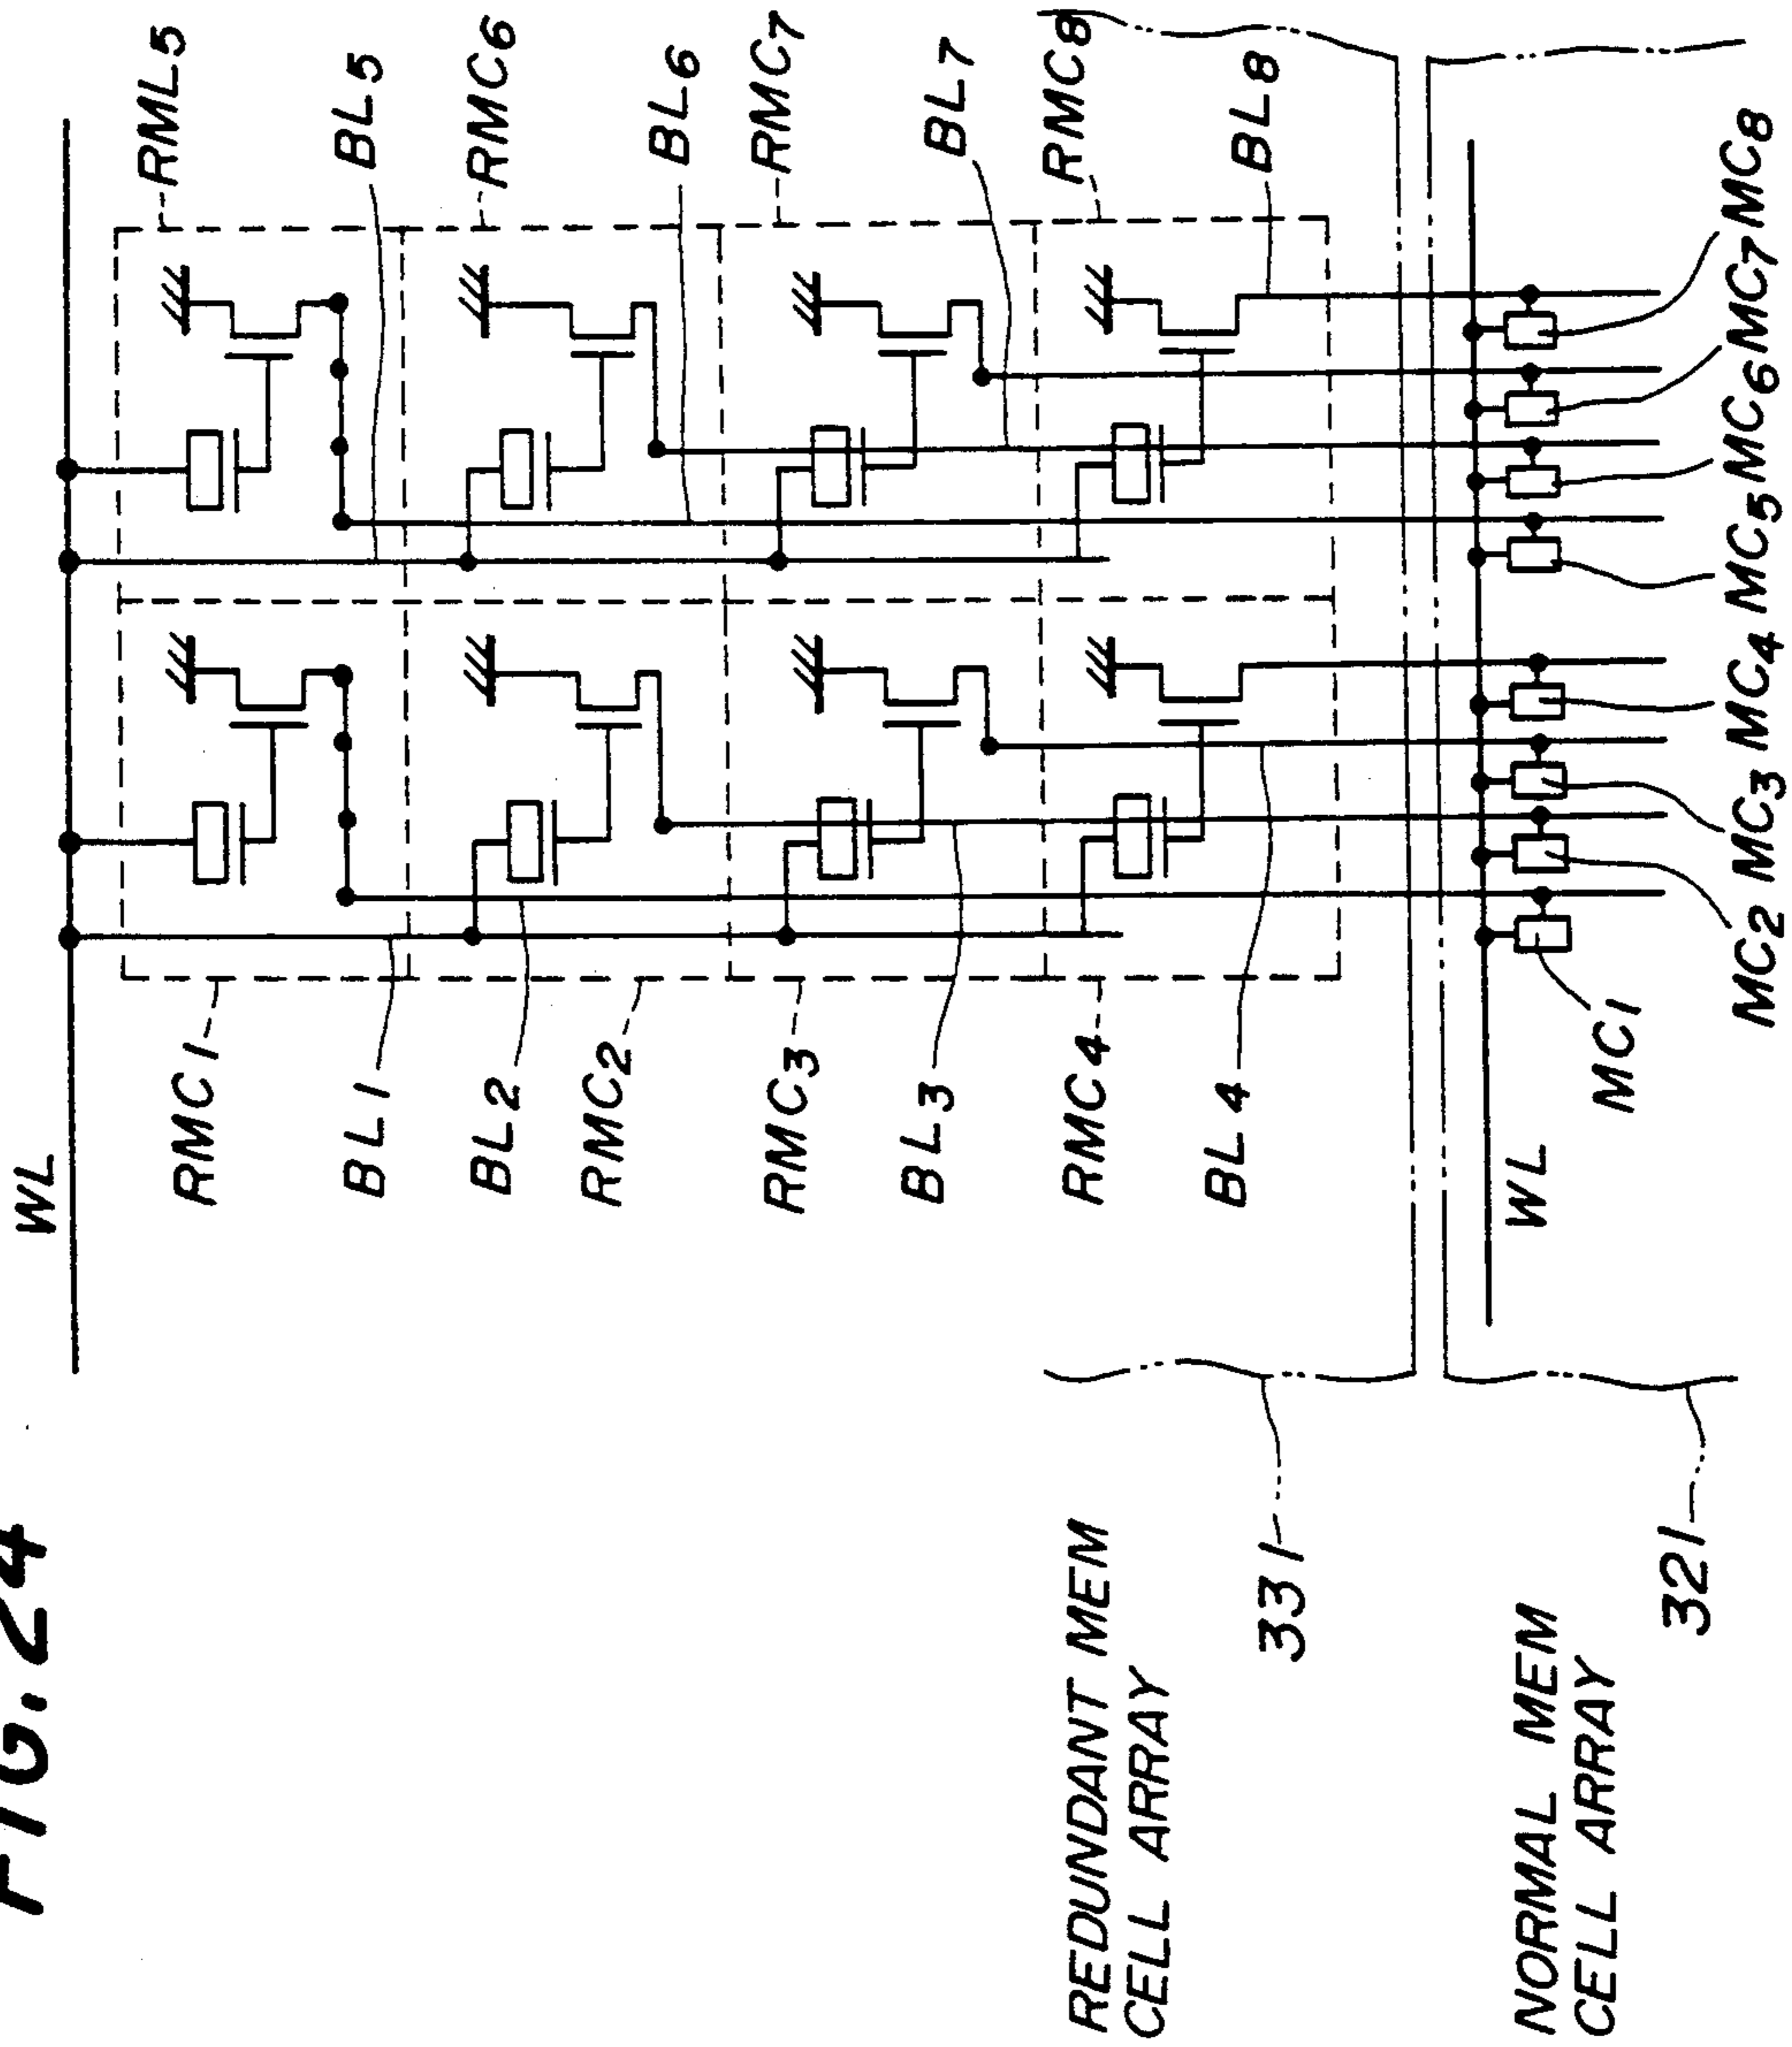 FIG. 24
WL
RMC1
BL1
BL2
RMC2
RMC3
BL3
RMC4
BL4
RML5
BL5
RMC6
BL6
RMC7
BL7
RMC8
BL8
REDUNDANT MEM
CELL ARRAY
331
NORMAL MEM
CELL ARRAY
321
WL
MC1
MC2 MC3 MC4 MC5 MC6 MC7 MC8